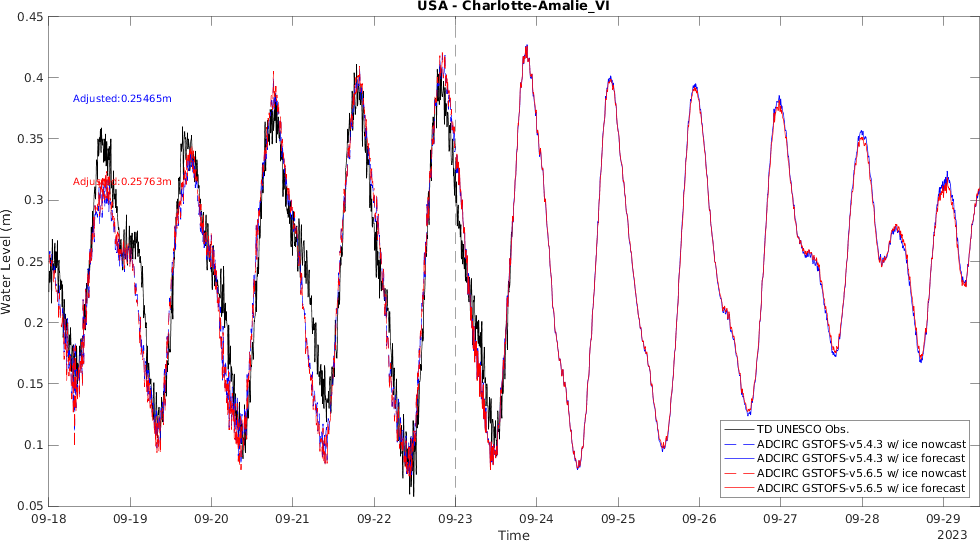 USA - Charlotte-Amalie_VI
0.45
0.4
0.35
0.3
0.25
0.2
0.15
0.1
0.05
Water Level (m)
Adjusted:0.25465m
Adjusted:0.25763m
TD UNESCO Obs.
ADCIRC GSTOFS-v5.4.3 w/ ice nowcast
ADCIRC GSTOFS-v5.4.3 w/ ice forecast
ADCIRC GSTOFS-v5.6.5 w/ ice nowcast
ADCIRC GSTOFS-v5.6.5 w/ ice forecast
09-18 09-19 09-20 09-21 09-22 09-23 09-24 09-25 09-26 09-27 09-28 09-29
Time
2023